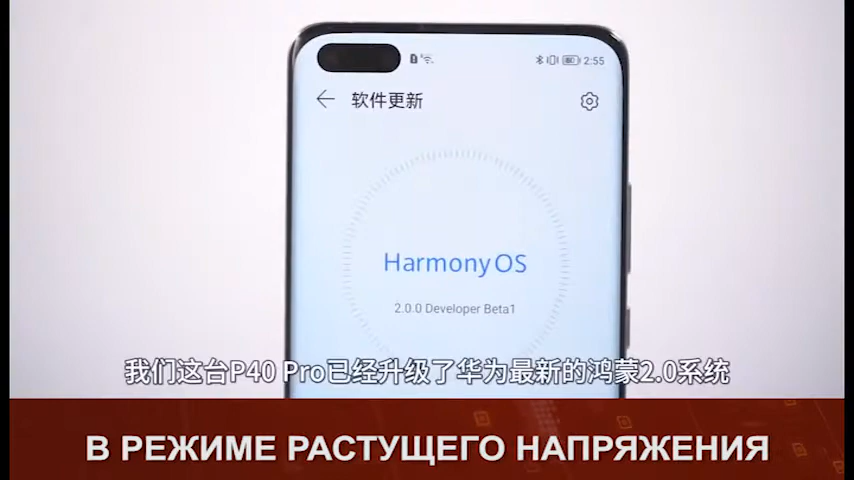 2:55
软件更新
Harmony OS
2.0.0 Developer Beta1
我们这台P40 Pro已经升级了华为最新的鸿蒙2.0系统
В РЕЖИМЕ РАСТУЩЕГО НАПРЯЖЕНИЯ